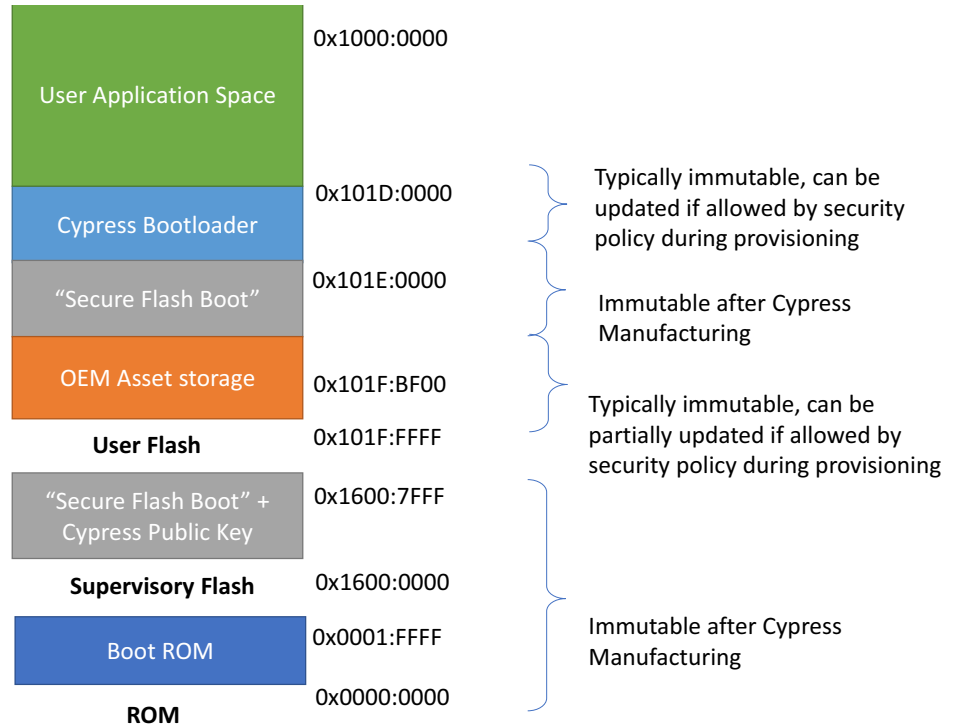 0x1000:0000
User Application Space
0x101D:0000
Typically immutable, can be
updated if allowed by security
policy during provisioning
Cypress Bootloader
0x101E:0000
“Secure Flash Boot”
Immutable after Cypress
Manufacturing
OEM Asset storage
0x101F:BF00
Typically immutable, can be
partially updated if allowed by
security policy during provisioning
0x101F:FFFF
User Flash
“Secure Flash Boot” +
Cypress Public Key
0x1600:7FFF
Supervisory Flash
0x1600:0000
Boot ROM
0x0001:FFFF
Immutable after Cypress
Manufacturing
0x0000:0000
ROM